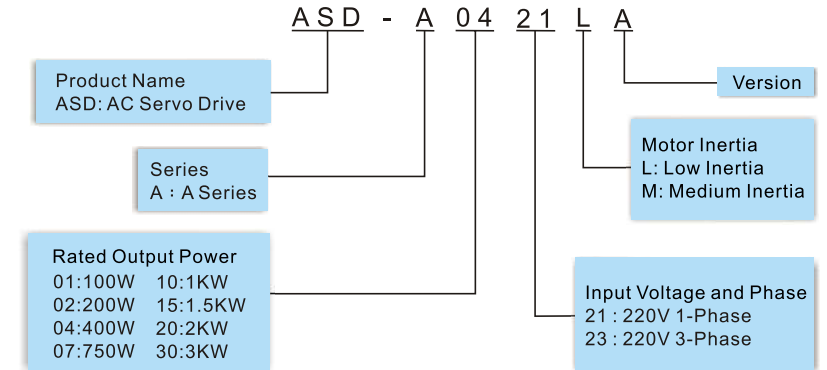 ASD - A 04 21 L A
Product Name
ASD: AC Servo Drive
Version
Series
A : A Series
Motor Inertia
L: Low Inertia
M: Medium Inertia
Rated Output Power
01:100W 10:1KW
02:200W 15:1.5KW
04:400W 20:2KW
07:750W 30:3KW
Input Voltage and Phase
21 : 220V 1-Phase
23 : 220V 3-Phase